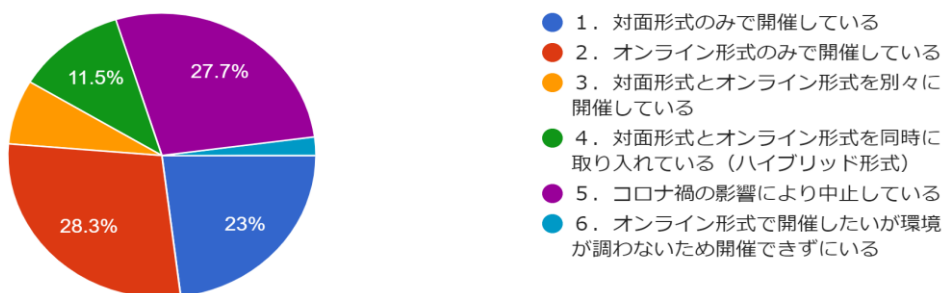 11.5%
27.7%
28.3%
23%
1．対面形式のみで開催している
2．オンライン形式のみで開催している
3．対面形式とオンライン形式を別々に
開催している
4．対面形式とオンライン形式を同時に
取り入れている（ハイブリッド形式）
5．コロナ禍の影響により中止している
6．オンライン形式で開催したいが環境
が調わないため開催できずにいる